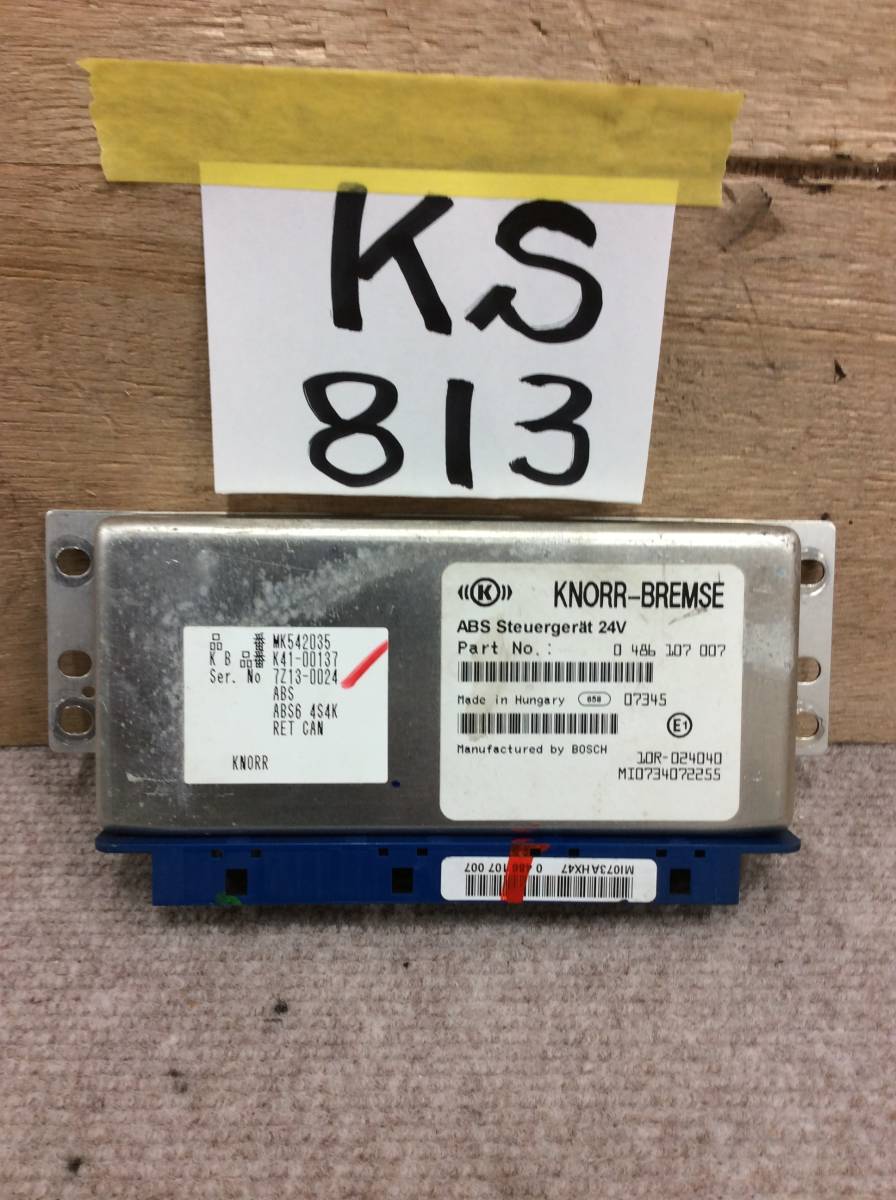 KS
813
品 番 MK542035
K B 品番 K41-00137
Ser. No 7Z13-0024
ABS
ABS6 4S4K
RET CAN
KNORR
((K)) KNORR-BREMSE
ABS Steuergerät 24V
Part No.: 0 486 107 007
Made in Hungary 858 07345
E1
Manufactured by BOSCH
10R-024040
MI0734072255
MI073AHX47 0 486 107 007